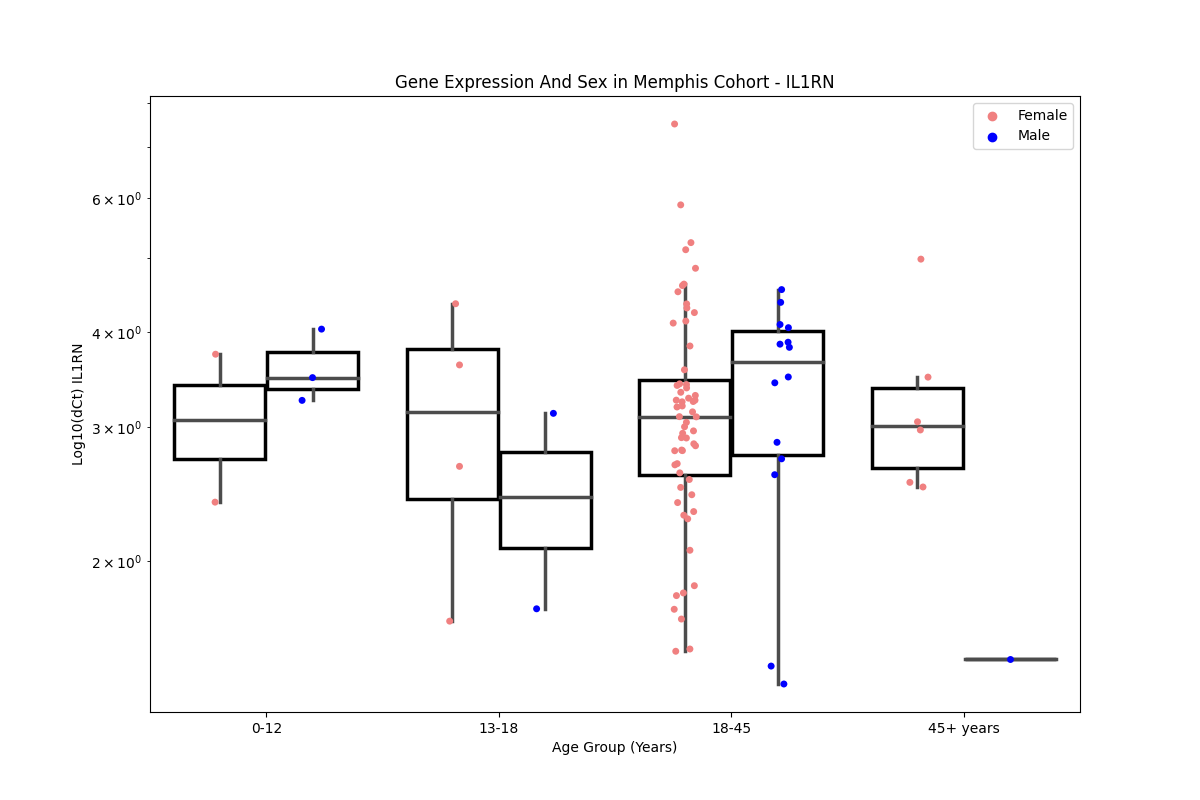 Gene Expression And Sex in Memphis Cohort - IL1RN
Female
Male
6 × 10⁰
4 × 10⁰
3 × 10⁰
2 × 10⁰
Log10(dCt) IL1RN
0-12
13-18
18-45
45+ years
Age Group (Years)